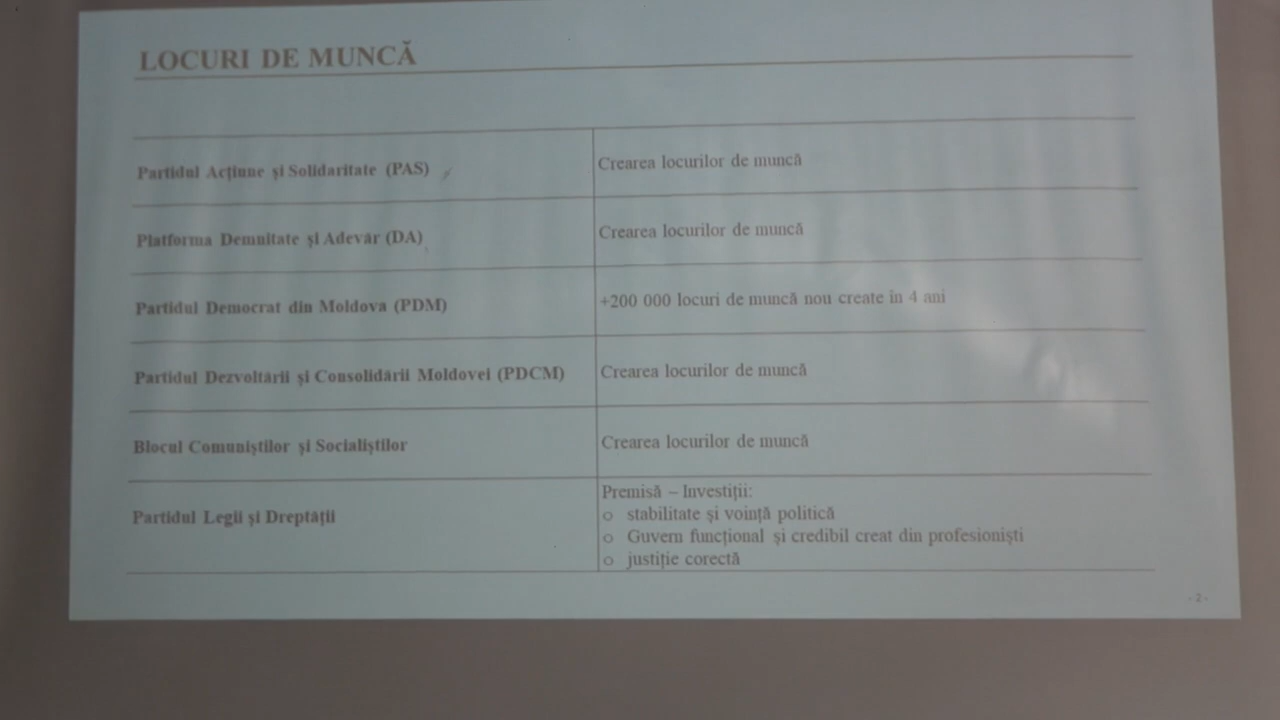 LOCURI DE MUNCĂ
Partidul Acțiune și Solidaritate (PAS)
Crearea locurilor de muncă
Platforma Demnitate și Adevăr (DA)
Crearea locurilor de muncă
Partidul Democrat din Moldova (PDM)
+200 000 locuri de muncă nou create în 4 ani
Partidul Dezvoltării și Consolidării Moldovei (PDCM)
Crearea locurilor de muncă
Blocul Comuniștilor și Socialiștilor
Crearea locurilor de muncă
Partidul Legii și Dreptății
Premisă – Investiții:
o stabilitate și voință politică
o Guvern funcțional și credibil creat din profesioniști
o justiție corectă
- 2 -